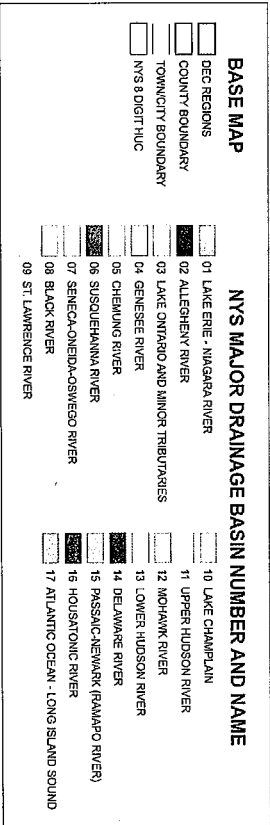 BASE MAP
DEC REGIONS
COUNTY BOUNDARY
TOWN/CITY BOUNDARY
NYS 8 DIGIT HUC
NYS MAJOR DRAINAGE BASIN NUMBER AND NAME
01 LAKE ERIE - NIAGARA RIVER
02 ALLEGHENY RIVER
03 LAKE ONTARIO AND MINOR TRIBUTARIES
04 GENESEE RIVER
05 CHEMUNG RIVER
06 SUSQUEHANNA RIVER
07 SENECA-ONEIDA-OSWEGO RIVER
08 BLACK RIVER
09 ST. LAWRENCE RIVER
10 LAKE CHAMPLAIN
11 UPPER HUDSON RIVER
12 MOHAWK RIVER
13 LOWER HUDSON RIVER
14 DELAWARE RIVER
15 PASSAIC-NEWARK (RAMAPO RIVER)
16 HOUSATONIC RIVER
17 ATLANTIC OCEAN - LONG ISLAND SOUND